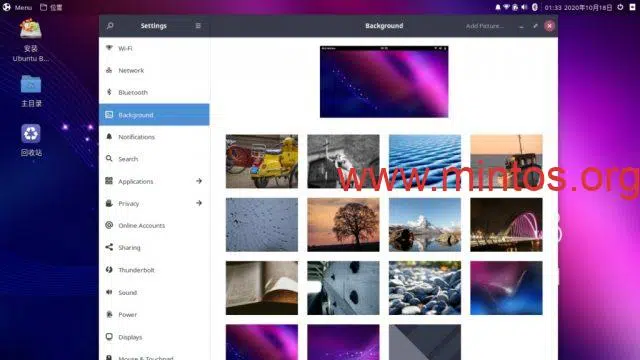 Menu 位置
01:33 2020年10月18日
安装
Ubuntu B...
主目录
回收站
Settings
Background
Add Picture...
Wi-Fi
Network
Bluetooth
Background
Notifications
Search
Applications
Privacy
Online Accounts
Sharing
Thunderbolt
Sound
Power
Displays
Mouse & Touchpad
www.mintos.org